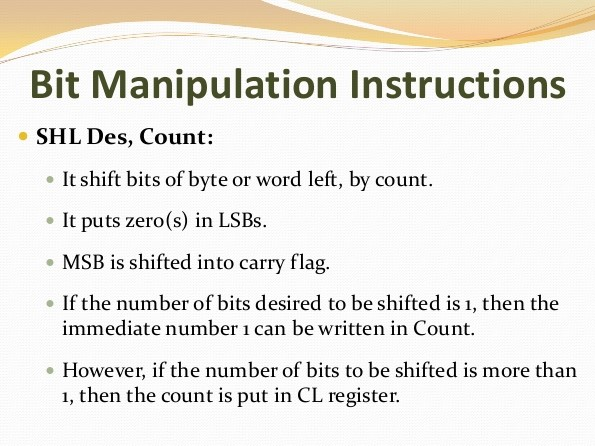 Bit Manipulation Instructions
• SHL Des, Count:
• It shift bits of byte or word left, by count.
• It puts zero(s) in LSBs.
• MSB is shifted into carry flag.
• If the number of bits desired to be shifted is 1, then the
immediate number 1 can be written in Count.
• However, if the number of bits to be shifted is more than
1, then the count is put in CL register.